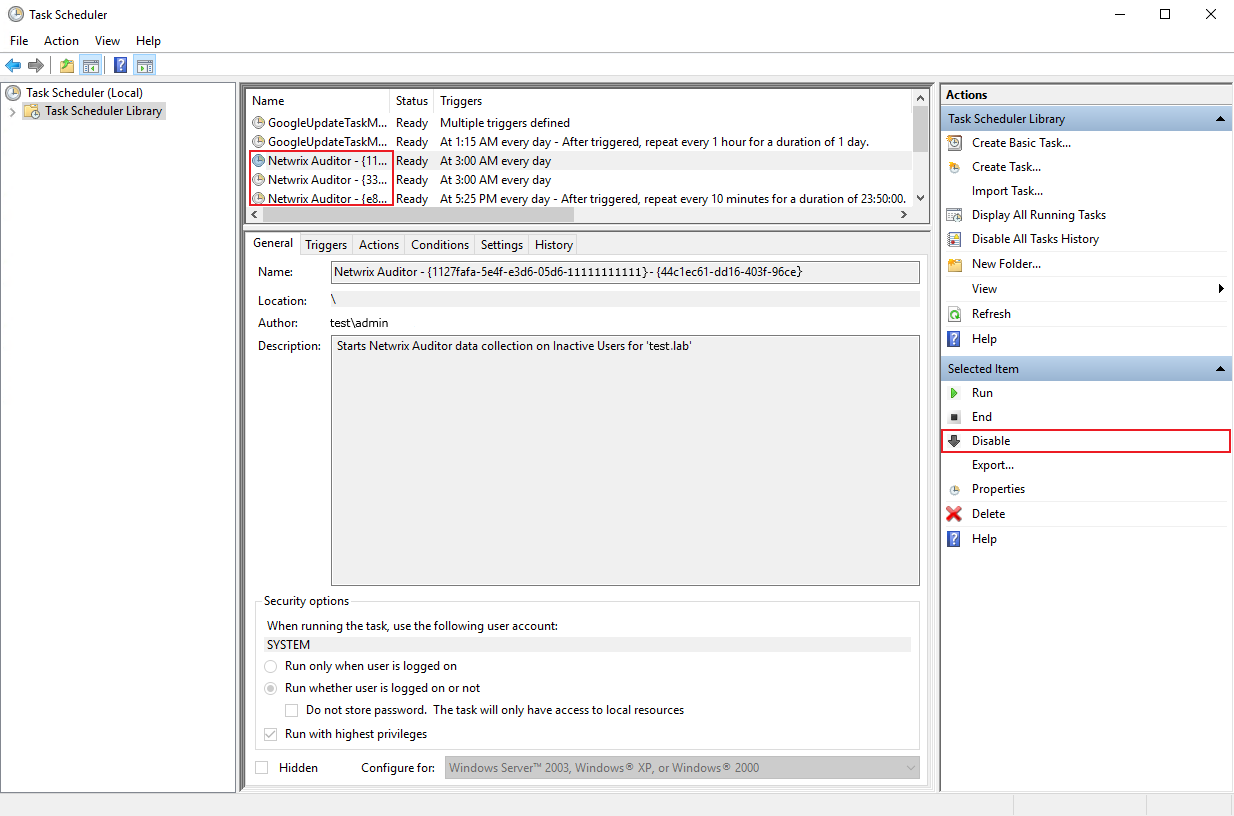 Task Scheduler
File Action View Help
Task Scheduler (Local)
Task Scheduler Library
Name Status Triggers
GoogleUpdateTaskM... Ready Multiple triggers defined
GoogleUpdateTaskM... Ready At 1:15 AM every day - After triggered, repeat every 1 hour for a duration of 1 day.
Netwrix Auditor - {11... Ready At 3:00 AM every day
Netwrix Auditor - {33... Ready At 3:00 AM every day
Netwrix Auditor - {e8... Ready At 5:25 PM every day - After triggered, repeat every 10 minutes for a duration of 23:50:00.
General Triggers Actions Conditions Settings History
Name: Netwrix Auditor - {1127fafa-5e4f-e3d6-05d6-11111111111}- {44c1ec61-dd16-403f-96ce}
Location: \
Author: test\admin
Description: Starts Netwrix Auditor data collection on Inactive Users for 'test.lab'
Security options
When running the task, use the following user account:
SYSTEM
Run only when user is logged on
Run whether user is logged on or not
Do not store password. The task will only have access to local resources
Run with highest privileges
Hidden Configure for: Windows Server™ 2003, Windows® XP, or Windows® 2000
Actions
Task Scheduler Library
Create Basic Task...
Create Task...
Import Task...
Display All Running Tasks
Disable All Tasks History
New Folder...
View
Refresh
Help
Selected Item
Run
End
Disable
Export...
Properties
Delete
Help